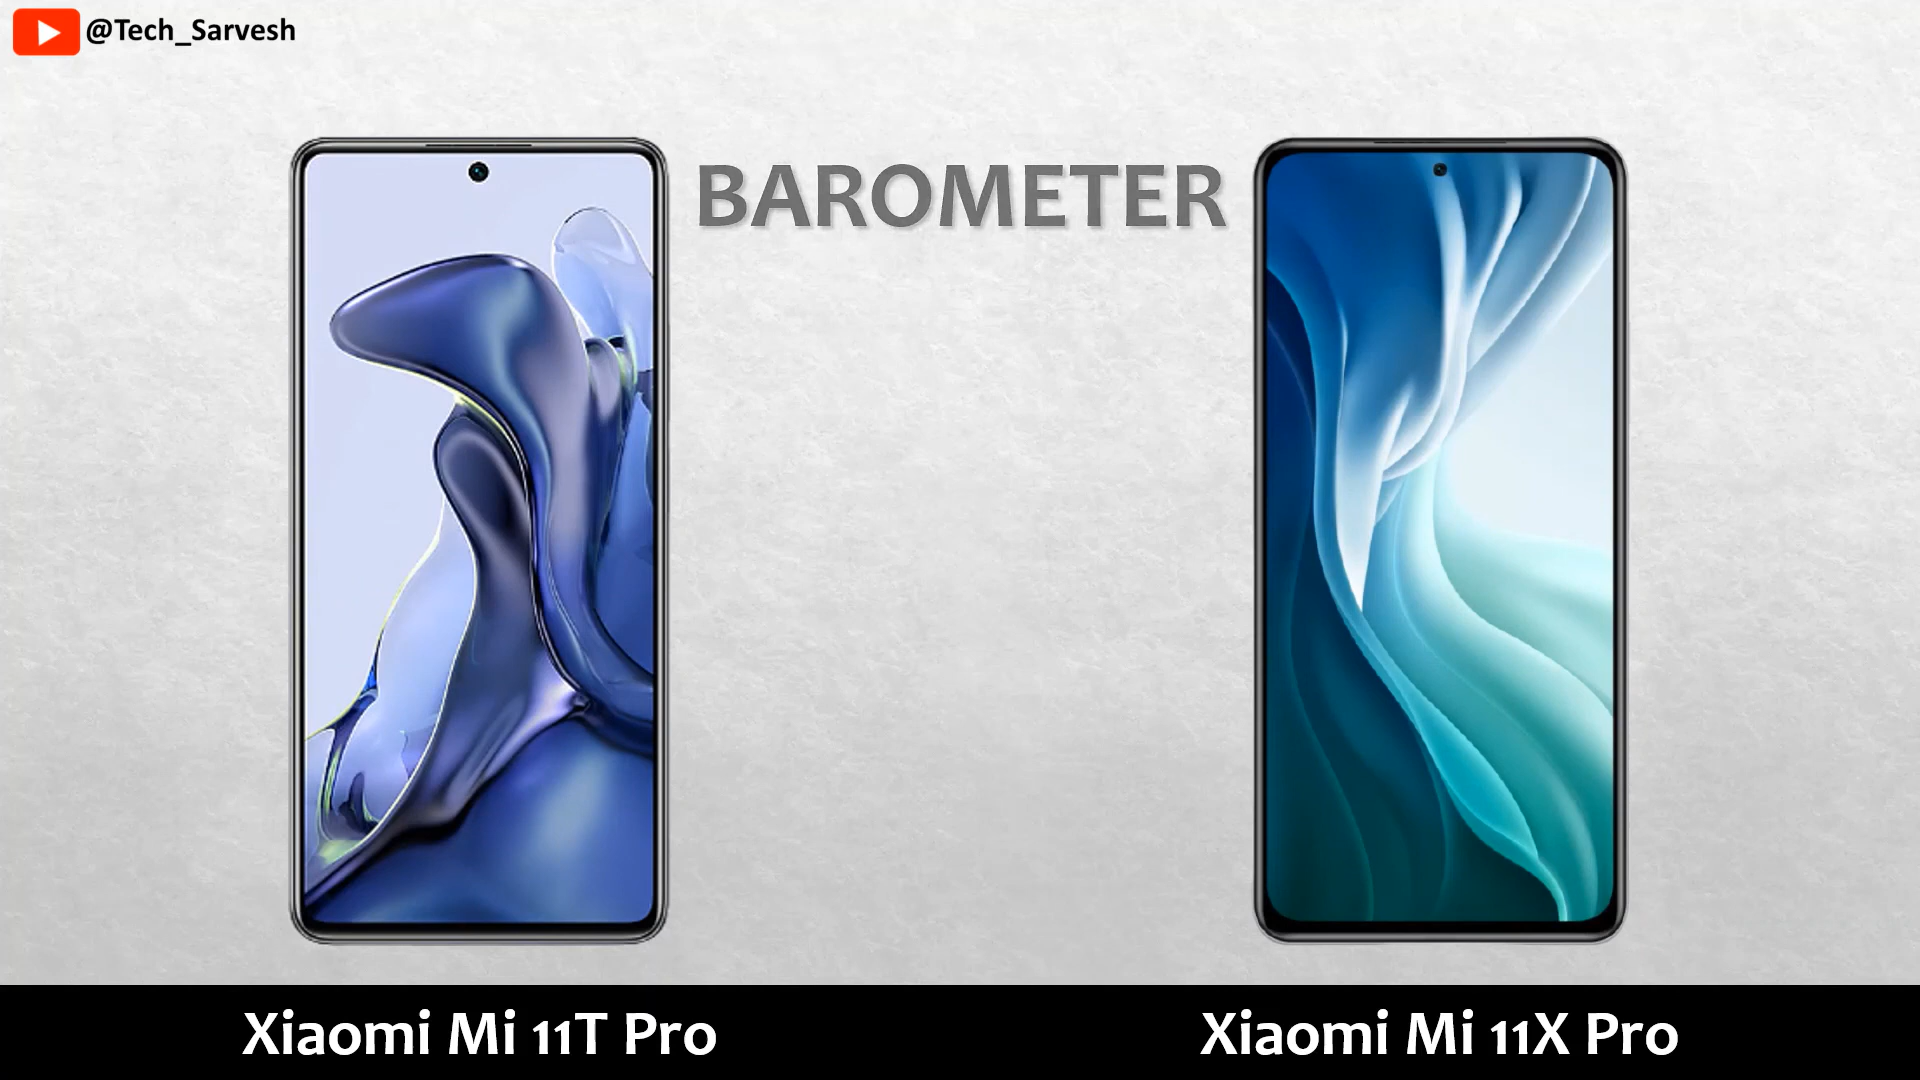 @Tech_Sarvesh
BAROMETER
Xiaomi Mi 11T Pro
Xiaomi Mi 11X Pro